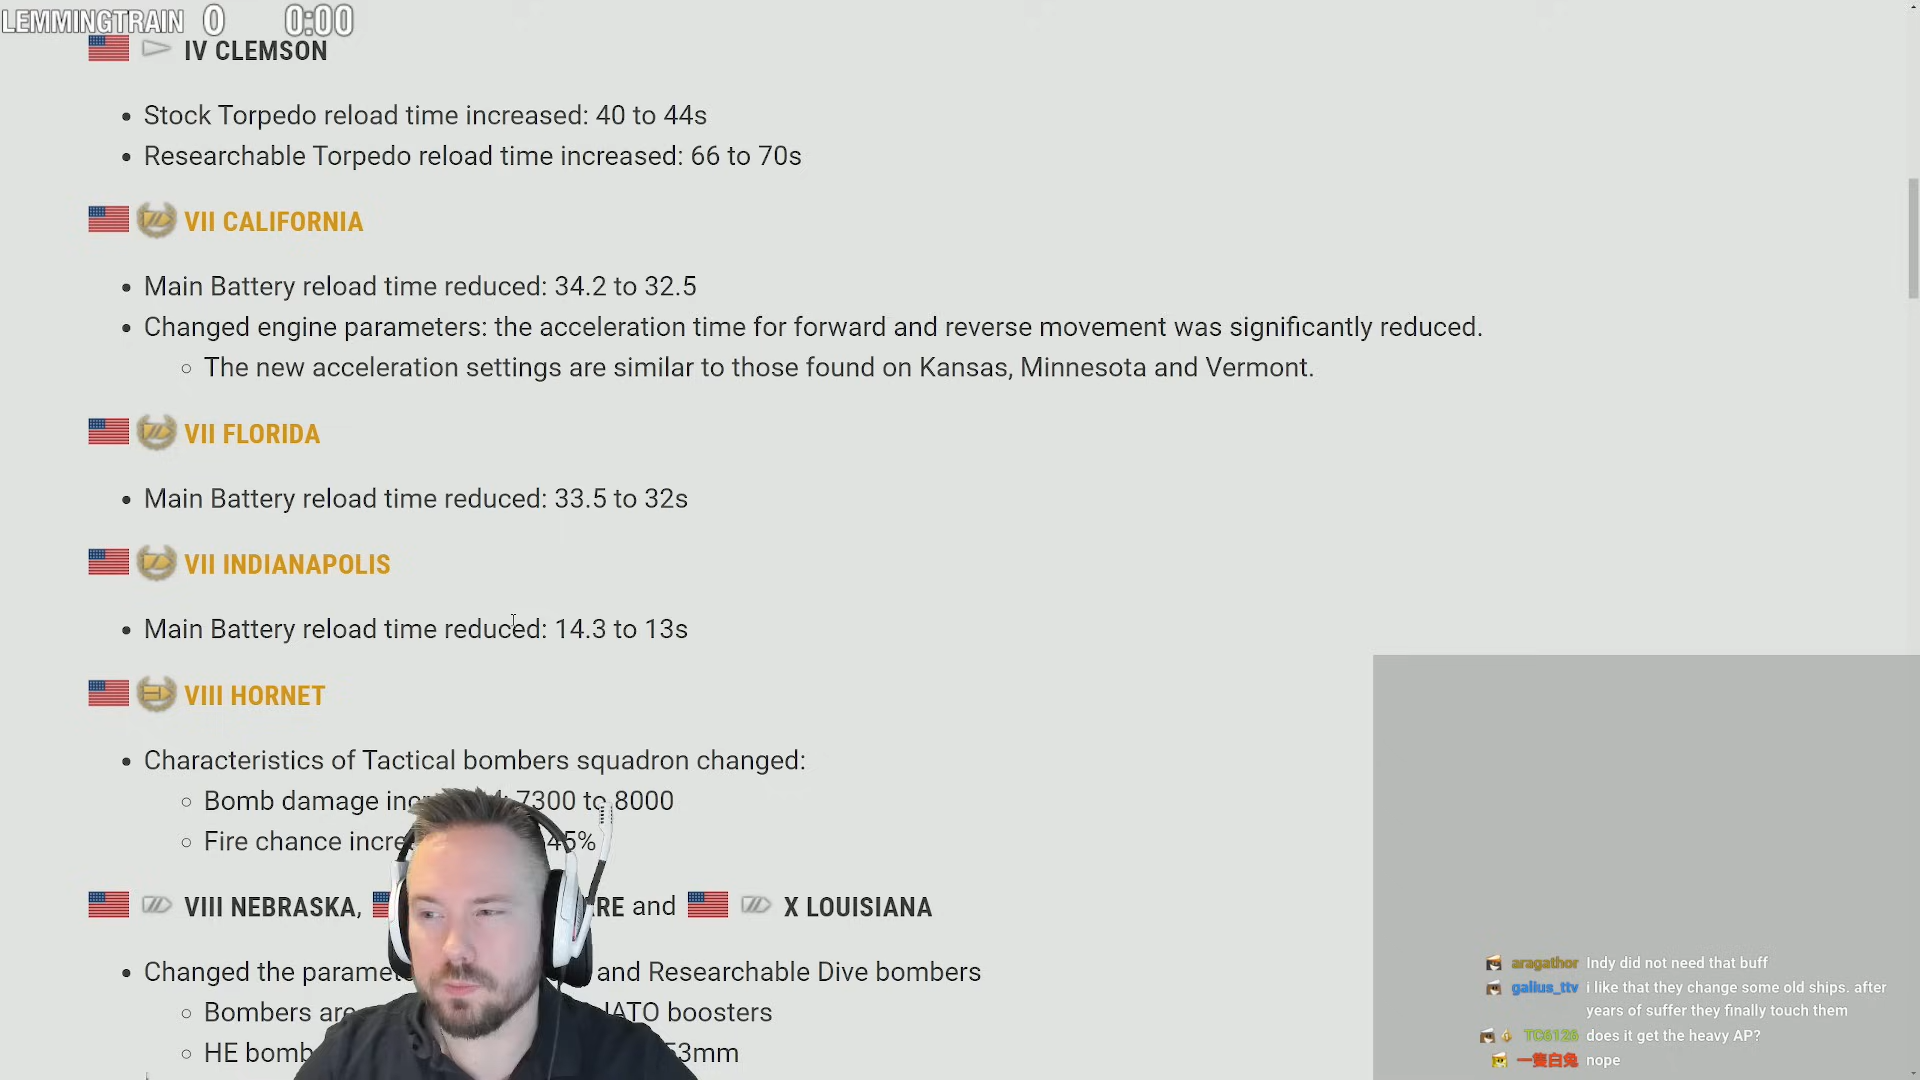 LEMMINGTRAIN 0 0:00
IV CLEMSON
Stock Torpedo reload time increased: 40 to 44s
Researchable Torpedo reload time increased: 66 to 70s
VII CALIFORNIA
Main Battery reload time reduced: 34.2 to 32.5
Changed engine parameters: the acceleration time for forward and reverse movement was significantly reduced.
The new acceleration settings are similar to those found on Kansas, Minnesota and Vermont.
VII FLORIDA
Main Battery reload time reduced: 33.5 to 32s
VII INDIANAPOLIS
Main Battery reload time reduced: 14.3 to 13s
VIII HORNET
Characteristics of Tactical bombers squadron changed:
Bomb damage 7300 to 8000
Fire chance 45%
VIII NEBRASKA, and X LOUISIANA
Changed the and Researchable Dive bombers
Bombers are JATO boosters
HE
aragathor Indy did not need that buff
galius_ttv i like that they change some old ships. after
years of suffer they finally touch them
TC6126 does it get the heavy AP?
一隻白兔 nope